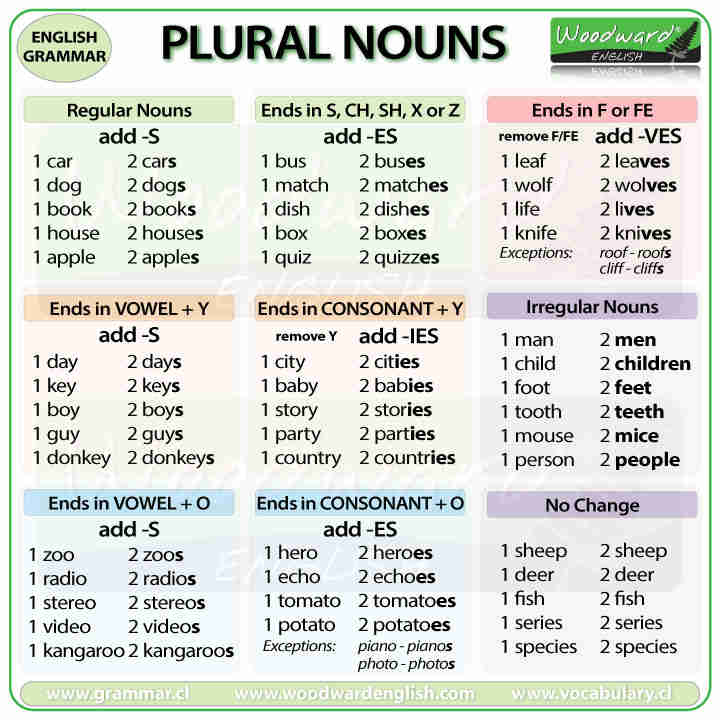 ENGLISH
GRAMMAR
PLURAL NOUNS
Woodward®
ENGLISH
Regular Nouns
add -S
1 car 2 cars
1 dog 2 dogs
1 book 2 books
1 house 2 houses
1 apple 2 apples
Ends in S, CH, SH, X or Z
add -ES
1 bus 2 buses
1 match 2 matches
1 dish 2 dishes
1 box 2 boxes
1 quiz 2 quizzes
Ends in F or FE
remove F/FE add -VES
1 leaf 2 leaves
1 wolf 2 wolves
1 life 2 lives
1 knife 2 knives
Exceptions: roof - roofs
cliff - cliffs
Ends in VOWEL + Y
add -S
1 day 2 days
1 key 2 keys
1 boy 2 boys
1 guy 2 guys
1 donkey 2 donkeys
Ends in CONSONANT + Y
remove Y add -IES
1 city 2 cities
1 baby 2 babies
1 story 2 stories
1 party 2 parties
1 country 2 countries
Irregular Nouns
1 man 2 men
1 child 2 children
1 foot 2 feet
1 tooth 2 teeth
1 mouse 2 mice
1 person 2 people
Ends in VOWEL + O
add -S
1 zoo 2 zoos
1 radio 2 radios
1 stereo 2 stereos
1 video 2 videos
1 kangaroo 2 kangaroos
Ends in CONSONANT + O
add -ES
1 hero 2 heroes
1 echo 2 echoes
1 tomato 2 tomatoes
1 potato 2 potatoes
Exceptions: piano - pianos
photo - photos
No Change
1 sheep 2 sheep
1 deer 2 deer
1 fish 2 fish
1 series 2 series
1 species 2 species
www.grammar.cl www.woodwardenglish.com www.vocabulary.cl